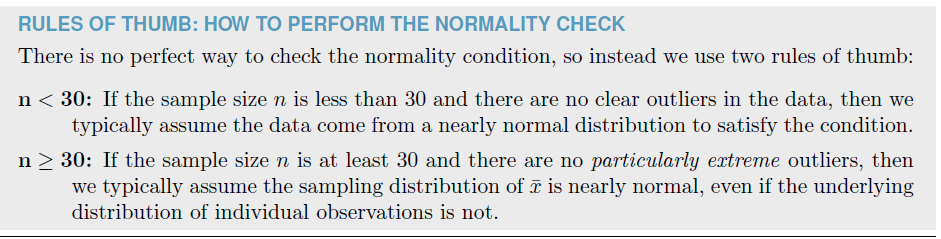 RULES OF THUMB: HOW TO PERFORM THE NORMALITY CHECK
There is no perfect way to check the normality condition, so instead we use two rules of thumb:
n < 30: If the sample size n is less than 30 and there are no clear outliers in the data, then we
typically assume the data come from a nearly normal distribution to satisfy the condition.
n ≥ 30: If the sample size n is at least 30 and there are no particularly extreme outliers, then
we typically assume the sampling distribution of x̄ is nearly normal, even if the underlying
distribution of individual observations is not.